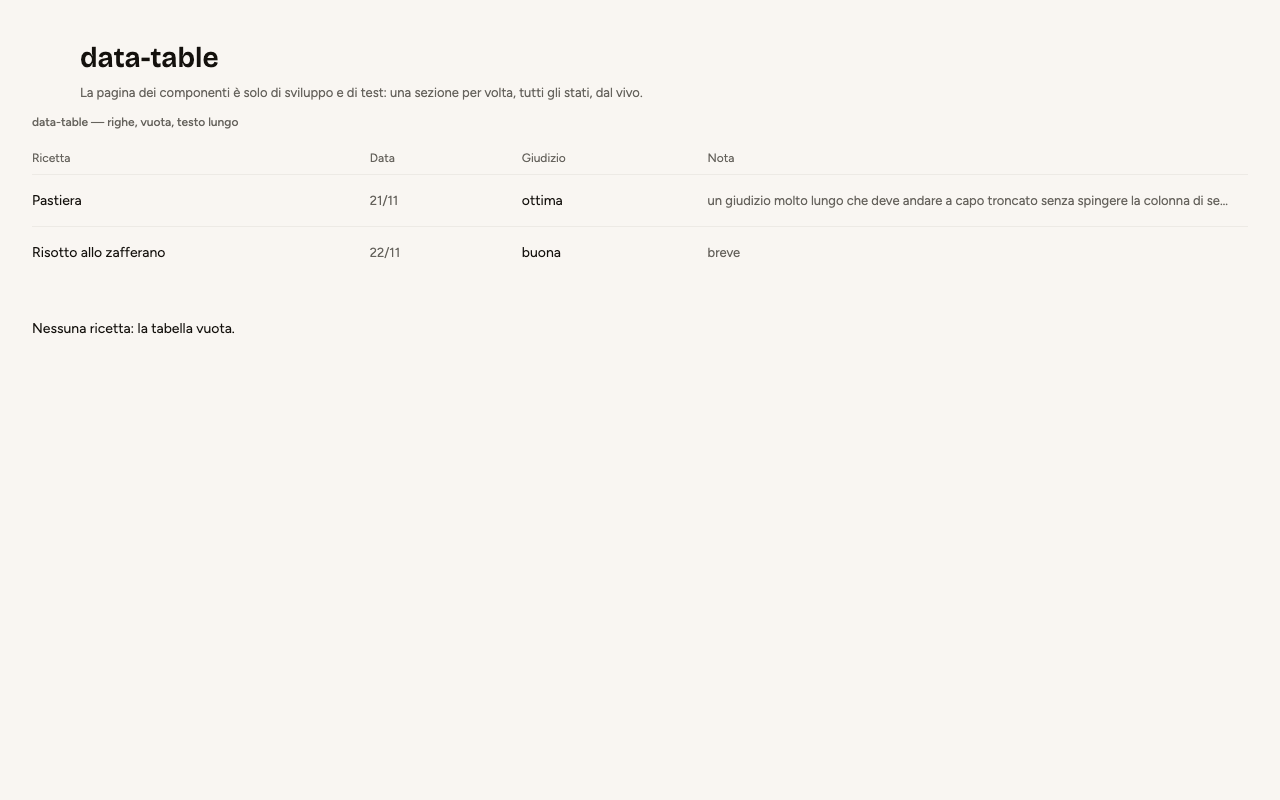 data-table
La pagina dei componenti è solo di sviluppo e di test: una sezione per volta, tutti gli stati, dal vivo.
data-table — righe, vuota, testo lungo
Ricetta Data Giudizio Nota
Pastiera 21/11 ottima un giudizio molto lungo che deve andare a capo troncato senza spingere la colonna di se...
Risotto allo zafferano 22/11 buona breve
Nessuna ricetta: la tabella vuota.